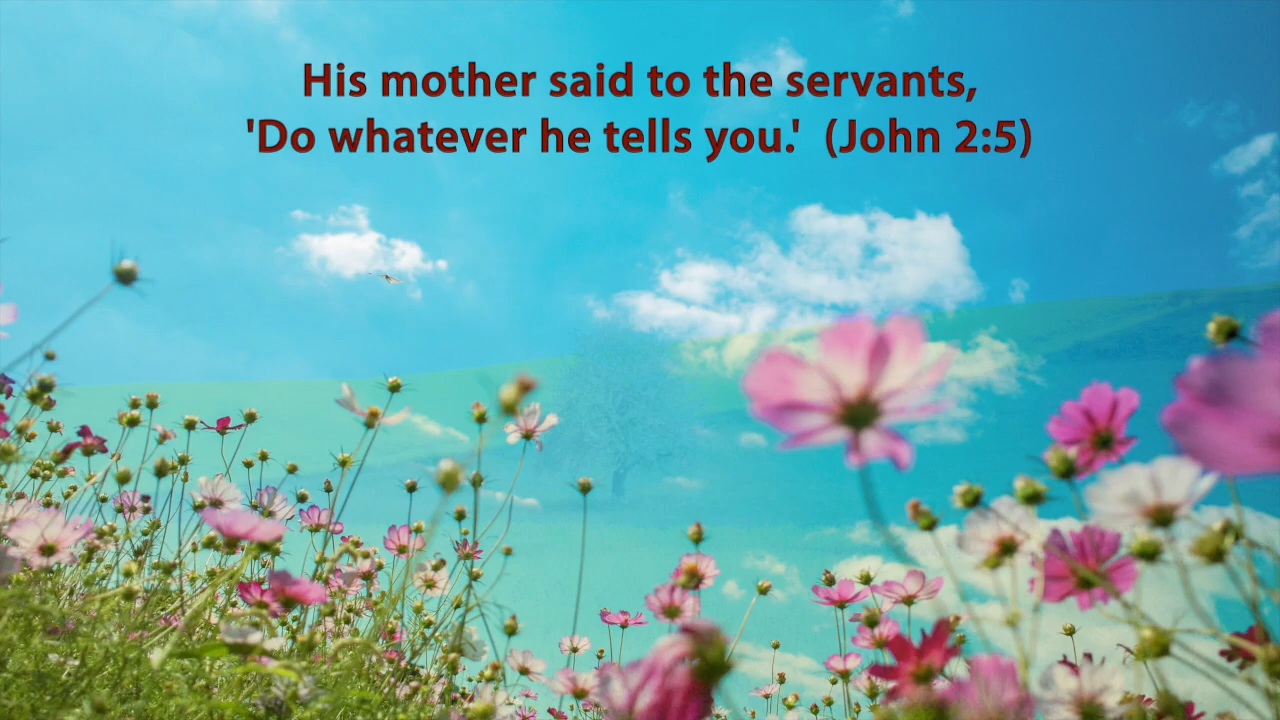 His mother said to the servants,
'Do whatever he tells you.'  (John 2:5)